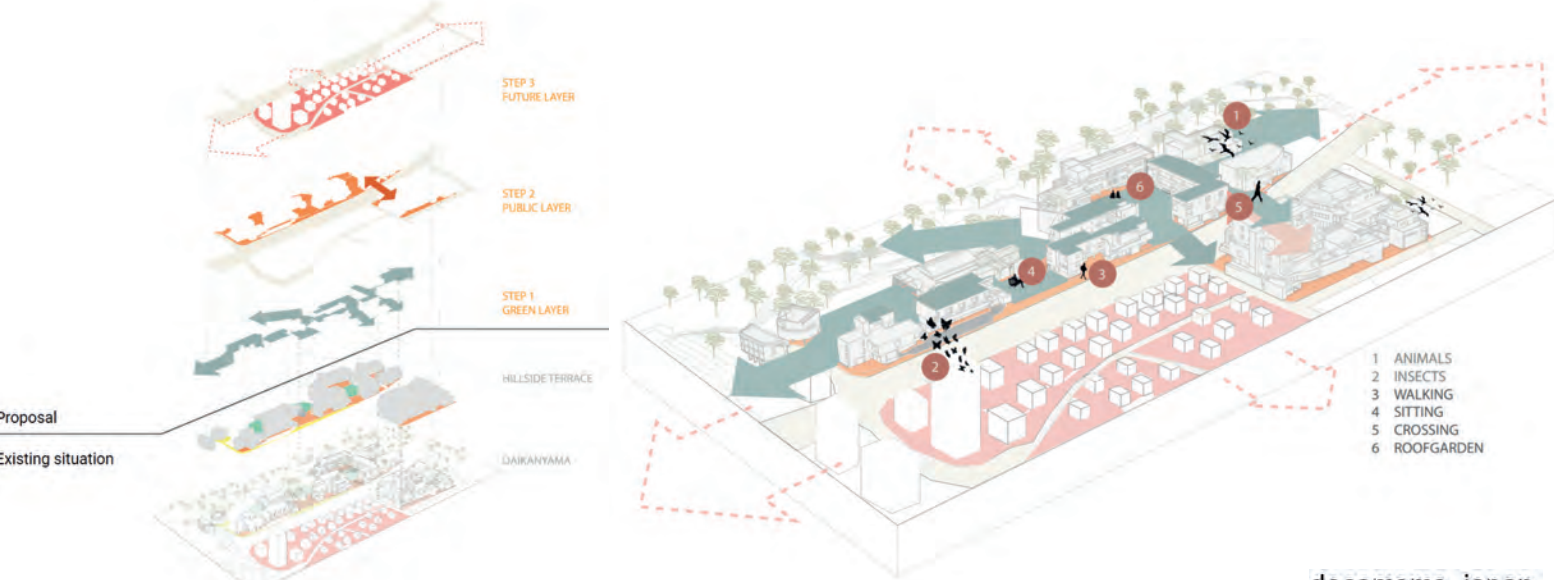 STEP 3
FUTURE LAYER
STEP 2
PUBLIC LAYER
STEP 1
GREEN LAYER
HILLSIDE TERRACE
Proposal
Existing situation
DAIKANYAMA
1
6
5
4
3
2
1 ANIMALS
2 INSECTS
3 WALKING
4 SITTING
5 CROSSING
6 ROOFGARDEN